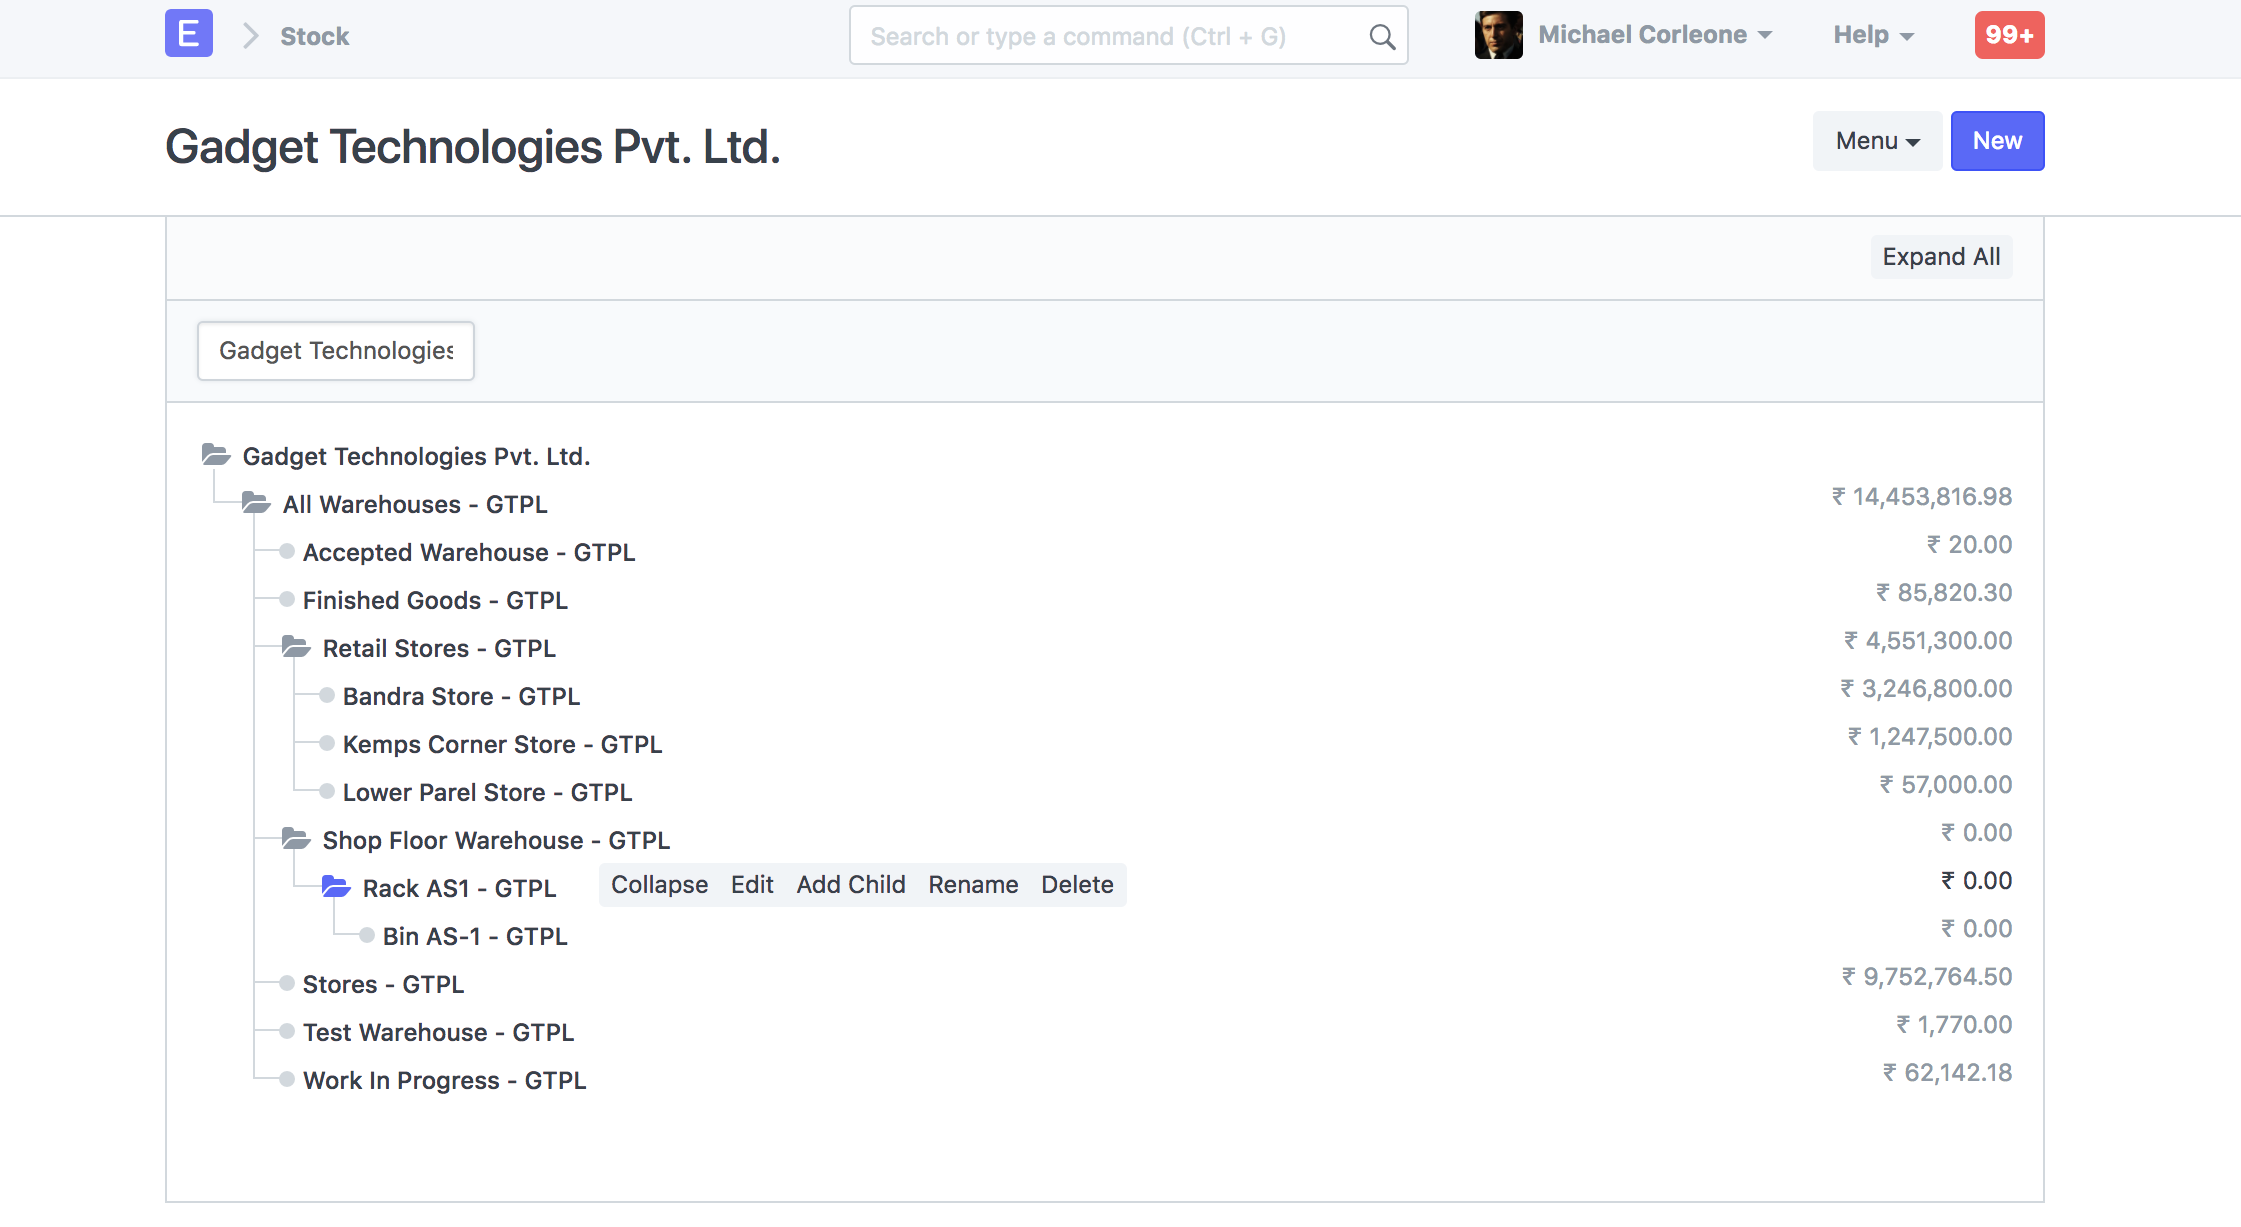 E Stock Search or type a command (Ctrl + G) Michael Corleone Help 99+
Gadget Technologies Pvt. Ltd. Menu New
Expand All
Gadget Technologies
Gadget Technologies Pvt. Ltd.
All Warehouses - GTPL ₹ 14,453,816.98
Accepted Warehouse - GTPL ₹ 20.00
Finished Goods - GTPL ₹ 85,820.30
Retail Stores - GTPL ₹ 4,551,300.00
Bandra Store - GTPL ₹ 3,246,800.00
Kemps Corner Store - GTPL ₹ 1,247,500.00
Lower Parel Store - GTPL ₹ 57,000.00
Shop Floor Warehouse - GTPL ₹ 0.00
Rack AS1 - GTPL Collapse Edit Add Child Rename Delete ₹ 0.00
Bin AS-1 - GTPL ₹ 0.00
Stores - GTPL ₹ 9,752,764.50
Test Warehouse - GTPL ₹ 1,770.00
Work In Progress - GTPL ₹ 62,142.18